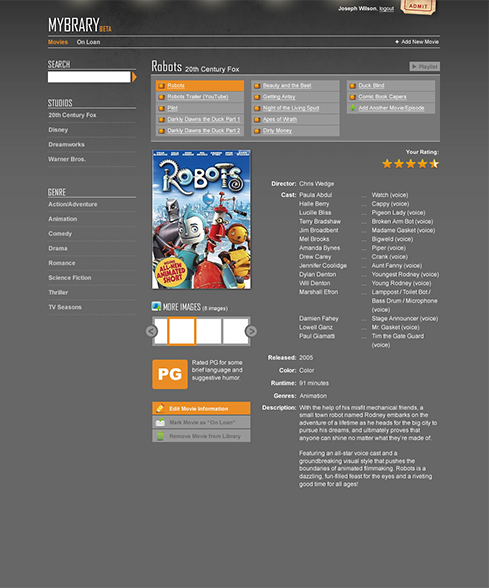 Joseph Wilson, logout
ADMIT
MYBRARY BETA
Movies On Loan
+ Add New Movie
SEARCH
STUDIOS
20th Century Fox
Disney
Dreamworks
Warner Bros.
GENRE
Action/Adventure
Animation
Comedy
Drama
Romance
Science Fiction
Thriller
TV Seasons
Robots 20th Century Fox
Playlist
Robots
Robots Trailer (YouTube)
Pilot
Darkly Dawns the Duck Part 1
Darkly Dawns the Duck Part 2
Beauty and the Beet
Getting Antsy
Night of the Living Spud
Apes of Wrath
Dirty Money
Duck Blind
Comic Book Capers
Add Another Movie/Episode
ROBOTS
ALL-NEW
ANIMATED
SHORT
MORE IMAGES (8 images)
PG
Rated PG for some
brief language and
suggestive humor.
Edit Movie Information
Mark Movie as "On Loan"
Remove Movie from Library
Your Rating:
Director: Chris Wedge
Cast: Paula Abdul ... Watch (voice)
Halle Berry ... Cappy (voice)
Lucille Bliss ... Pigeon Lady (voice)
Terry Bradshaw ... Broken Arm Bot (voice)
Jim Broadbent ... Madame Gasket (voice)
Mel Brooks ... Bigweld (voice)
Amanda Bynes ... Piper (voice)
Drew Carey ... Crank (voice)
Jennifer Coolidge ... Aunt Fanny (voice)
Dylan Denton ... Youngest Rodney (voice)
Will Denton ... Young Rodney (voice)
Marshall Efron ... Lamppost / Toilet Bot /
Bass Drum / Microphone
(voice)
Damien Fahey ... Stage Announcer (voice)
Lowell Ganz ... Mr. Gasket (voice)
Paul Giamatti ... Tim the Gate Guard
(voice)
Released: 2005
Color: Color
Runtime: 91 minutes
Genres: Animation
Description: With the help of his misfit mechanical friends, a
small town robot named Rodney embarks on the
adventure of a lifetime as he heads for the big city to
pursue his dreams, and ultimately proves that
anyone can shine no matter what they're made of.
Featuring an all-star voice cast and a
groundbreaking visual style that pushes the
boundaries of animated filmmaking. Robots is a
dazzling, fun-filled feast for the eyes and a riveting
good time for all ages!